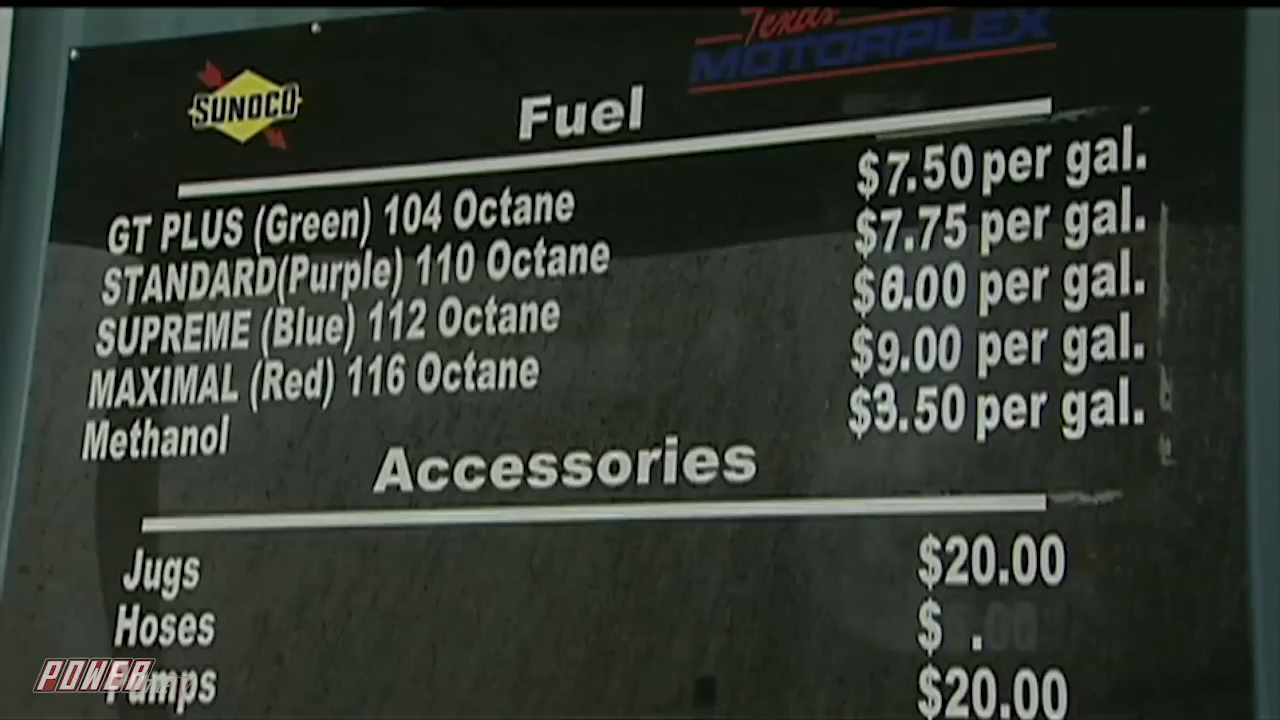 Texas
MOTORPLEX
SUNOCO
Fuel
GT PLUS (Green) 104 Octane $7.50 per gal.
STANDARD(Purple) 110 Octane $7.75 per gal.
SUPREME (Blue) 112 Octane per gal.
MAXIMAL (Red) 116 Octane $9.00 per gal.
Methanol $3.50 per gal.
Accessories
Jugs $20.00
Hoses $ .00
Pumps $20.00
POWER